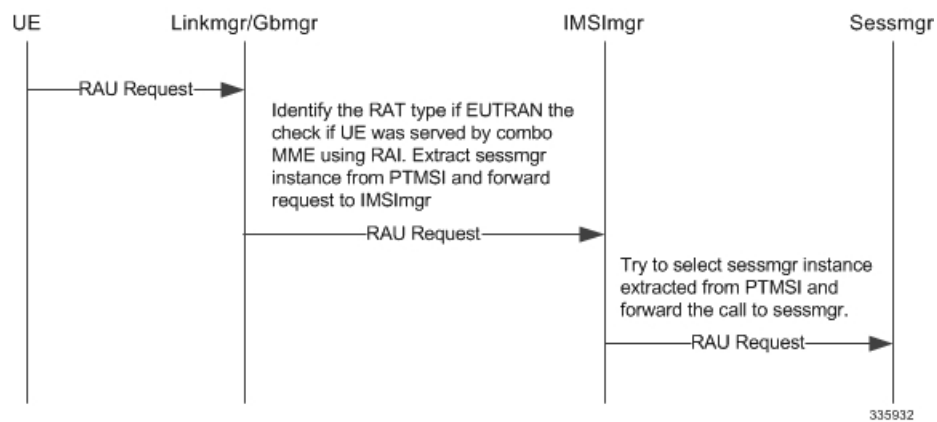 UE
Linkmgr/Gbmgr
IMSImgr
Sessmgr
RAU Request
Identify the RAT type if EUTRAN the
check if UE was served by combo
MME using RAI. Extract sessmgr
instance from PTMSI and forward
request to IMSImgr
RAU Request
Try to select sessmgr instance
extracted from PTMSI and
forward the call to sessmgr.
RAU Request
335932